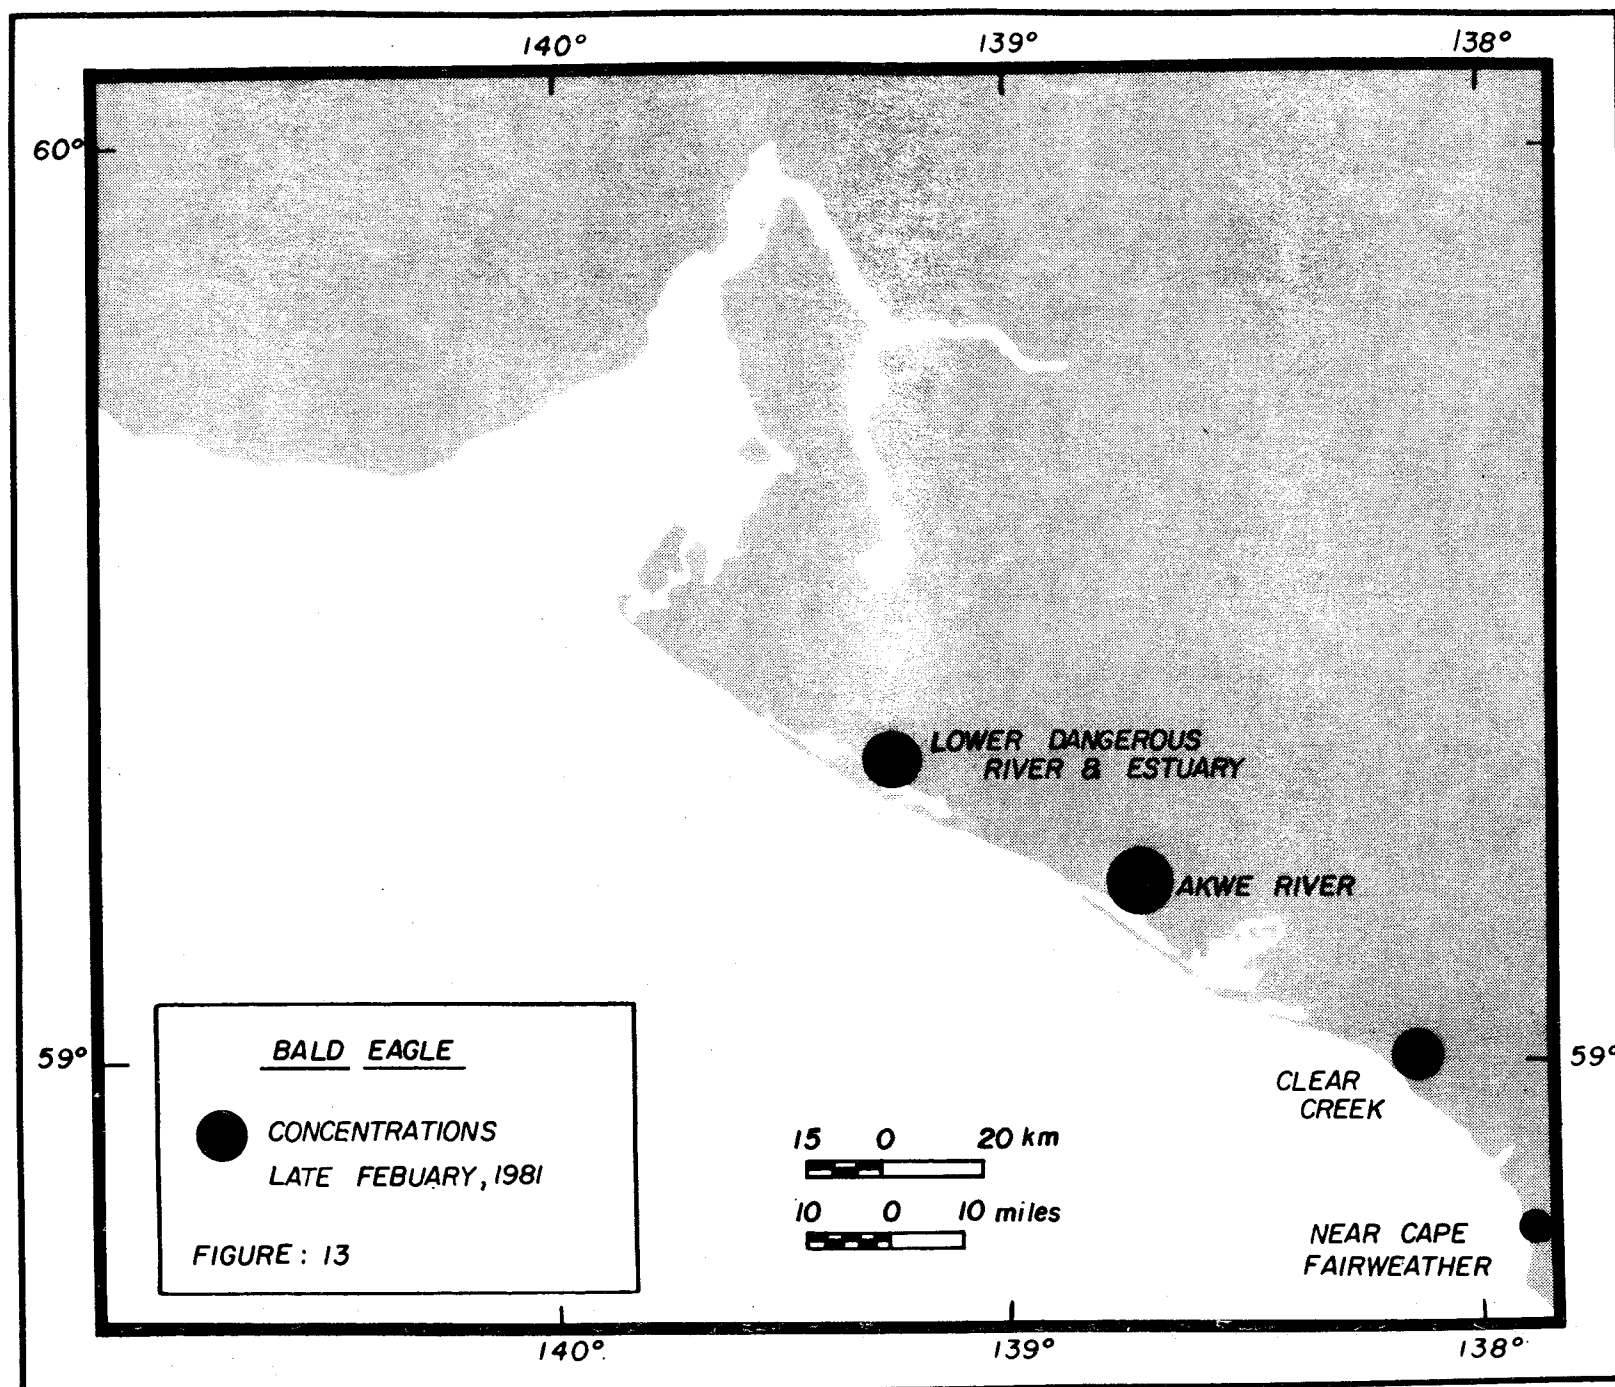 140°
139°
138°
60°
LOWER DANGEROUS
RIVER & ESTUARY
AKWE RIVER
59°
59°
CLEAR
CREEK
BALD EAGLE
CONCENTRATIONS
LATE FEBUARY, 1981
FIGURE: 13
15 0 20 km
10 0 10 miles
NEAR CAPE
FAIRWEATHER
140°
139°
138°